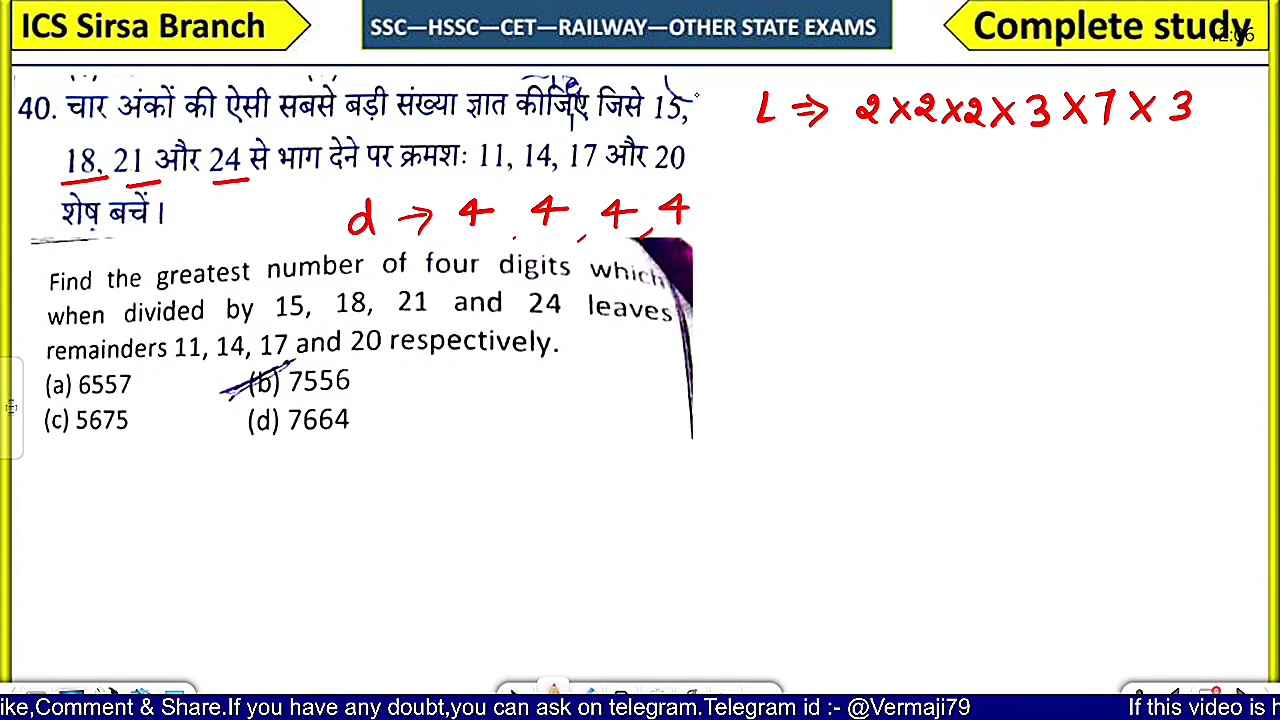 ICS Sirsa Branch
SSC—HSSC—CET—RAILWAY—OTHER STATE EXAMS
Complete study
40. चार अंकों की ऐसी सबसे बड़ी संख्या ज्ञात कीजिए जिसे 15,
18, 21 और 24 से भाग देने पर क्रमशः 11, 14, 17 और 20
शेष बचें।
L ⇒ 2×2×2×3×7×3
d → 4, 4, 4, 4
Find the greatest number of four digits which
when divided by 15, 18, 21 and 24 leaves
remainders 11, 14, 17 and 20 respectively.
(a) 6557 (b) 7556
(c) 5675 (d) 7664
ike,Comment & Share.If you have any doubt,you can ask on telegram.Telegram id :- @Vermaji79 If this video is h